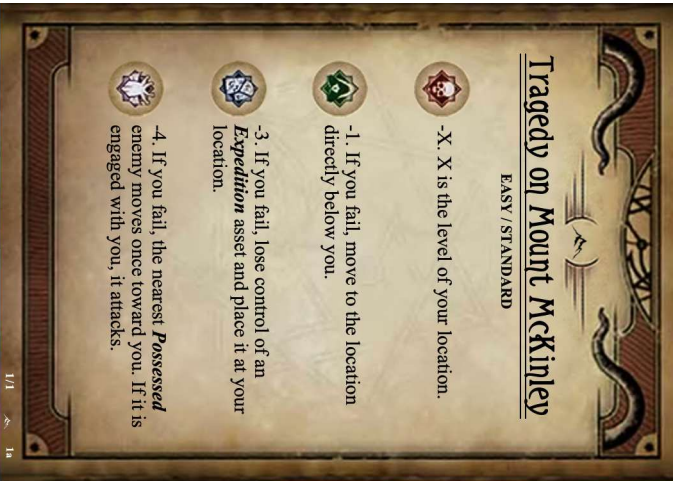 Tragedy on Mount McKinley
EASY / STANDARD
-X. X is the level of your location.
-1. If you fail, move to the location
directly below you.
-3. If you fail, lose control of an
Expedition asset and place it at your
location.
-4. If you fail, the nearest Possessed
enemy moves once toward you. If it is
engaged with you, it attacks.
1/1
1a